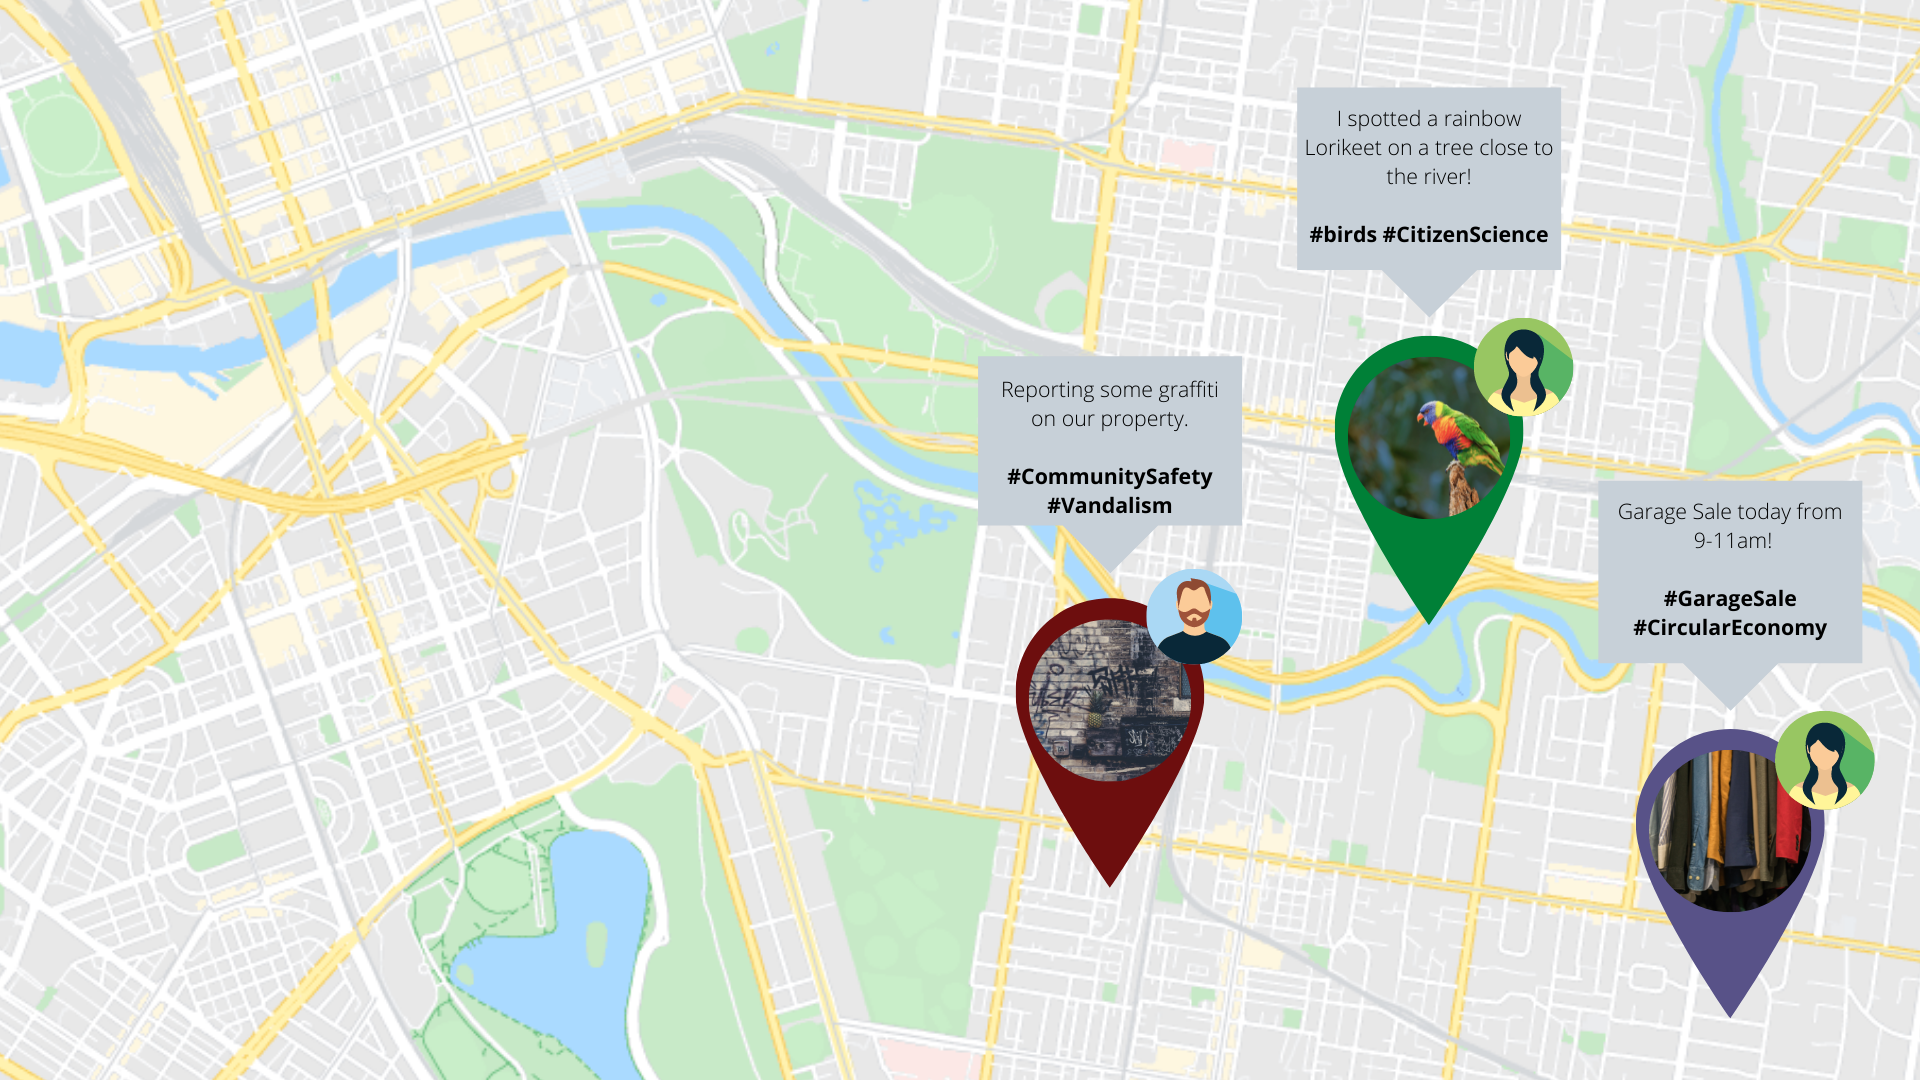 I spotted a rainbow
Lorikeet on a tree close to
the river!
#birds #CitizenScience
Reporting some graffiti
on our property.
#CommunitySafety
#Vandalism
Garage Sale today from
9-11am!
#GarageSale
#CircularEconomy